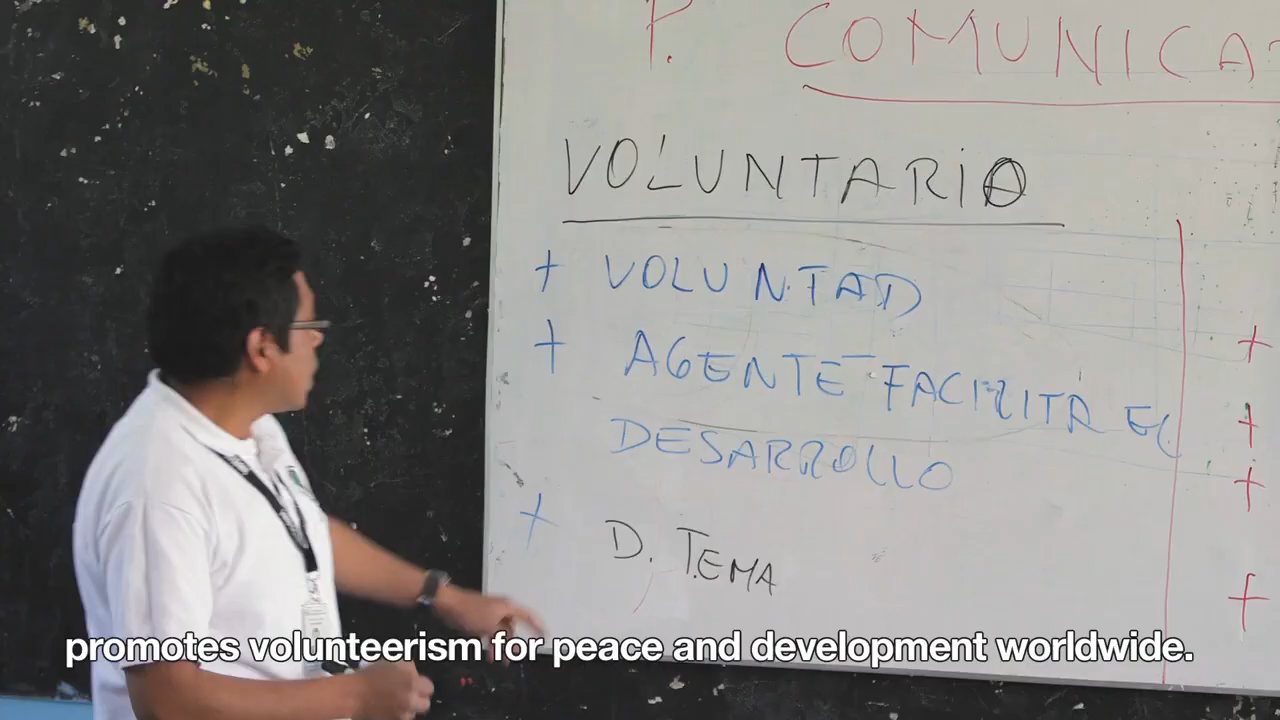 P. COMUNICA
VOLUNTARIO
+ VOLUNTAD
+ AGENTE FACILITA EL
DESARROLLO
+ D. TEMA
+
+
+
+
promotes volunteerism for peace and development worldwide.